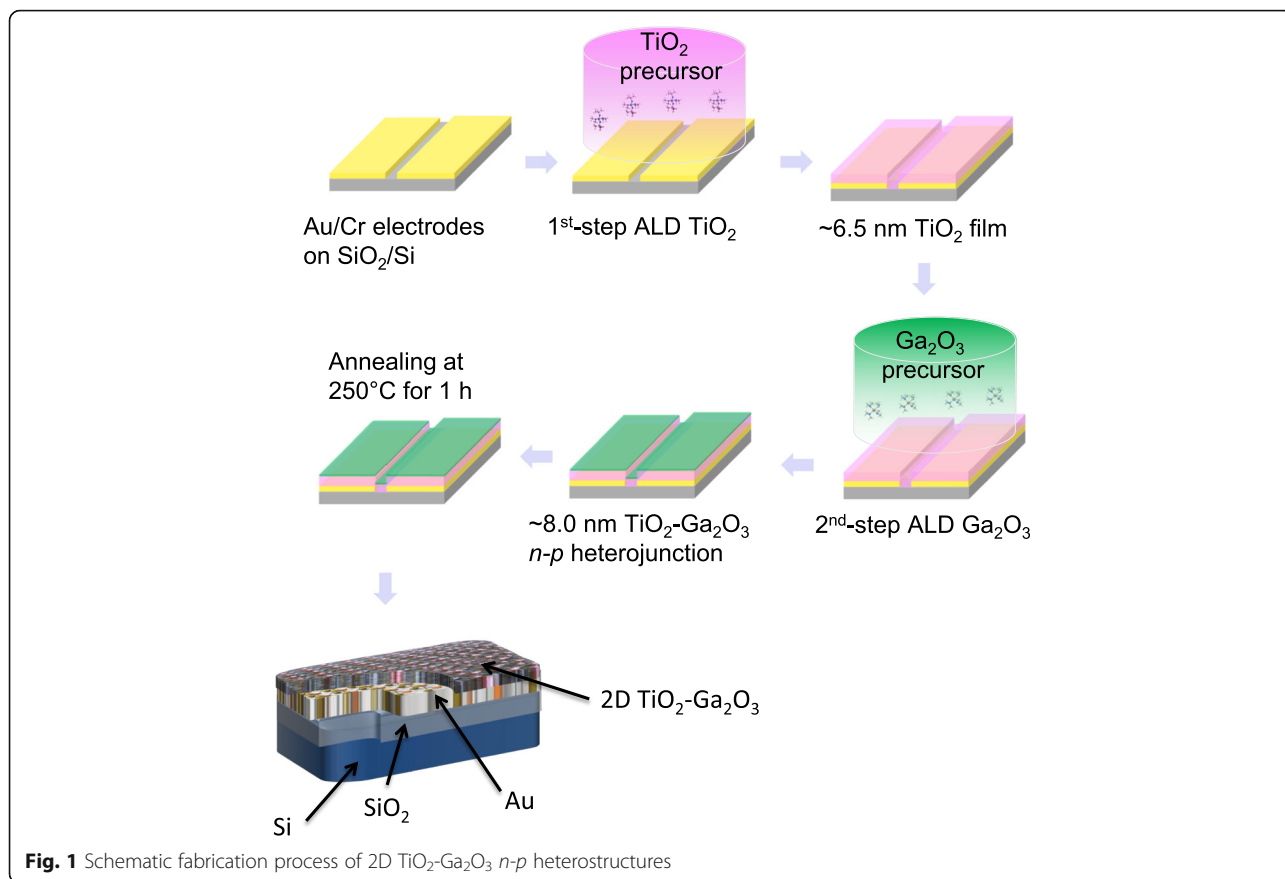 TiO₂
precursor
Au/Cr electrodes
on SiO₂/Si
1ˢᵗ-step ALD TiO₂
~6.5 nm TiO₂ film
Ga₂O₃
precursor
2ⁿᵈ-step ALD Ga₂O₃
~8.0 nm TiO₂-Ga₂O₃
n-p heterojunction
Annealing at
250°C for 1 h
2D TiO₂-Ga₂O₃
Au
SiO₂
Si
Fig. 1 Schematic fabrication process of 2D TiO₂-Ga₂O₃ n-p heterostructures